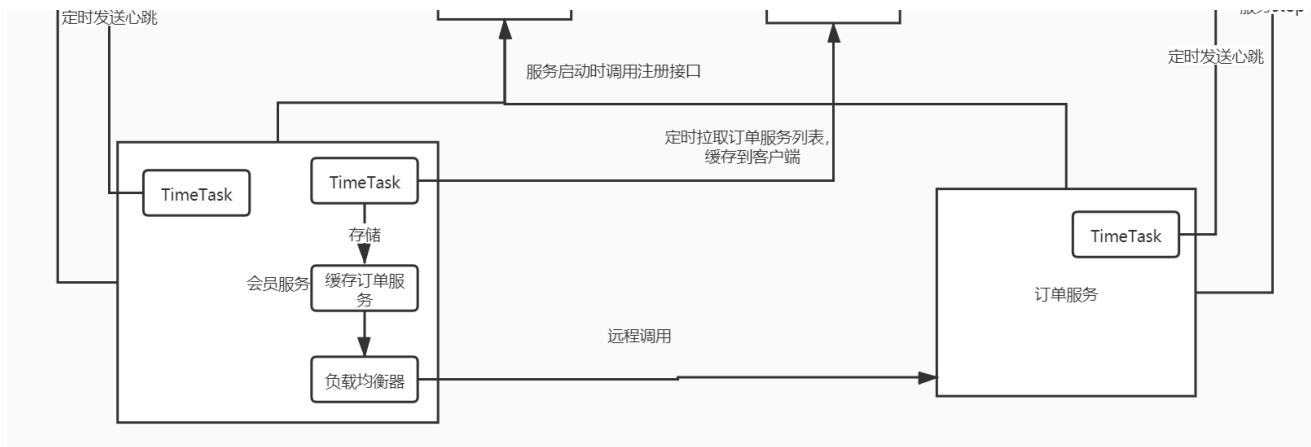 定时发送心跳
定时发送心跳
服务启动时调用注册接口
定时拉取订单服务列表，
缓存到客户端
TimeTask
TimeTask
存储
会员服务
缓存订单服
务
负载均衡器
远程调用
TimeTask
订单服务